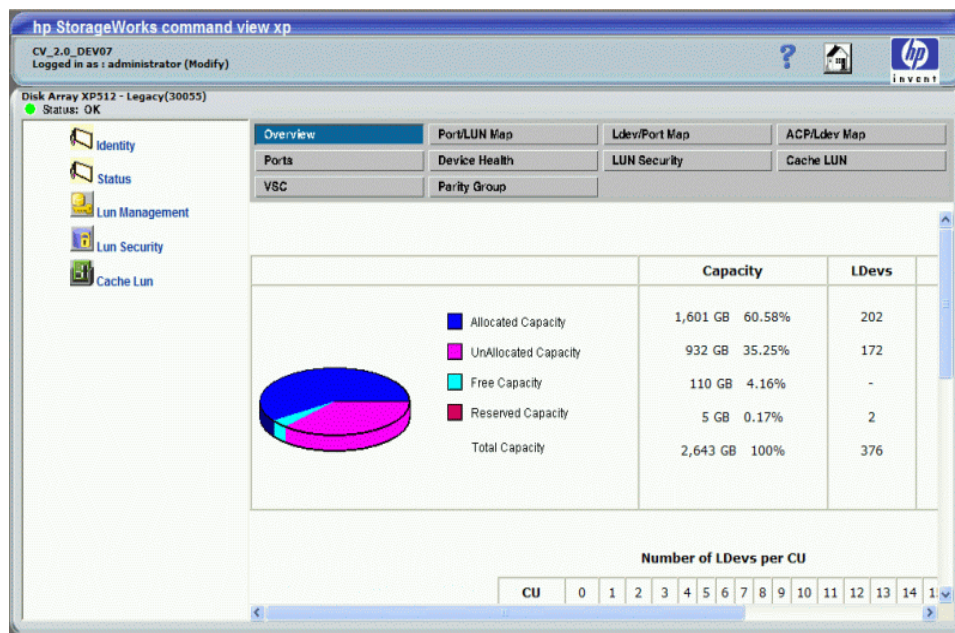 hp StorageWorks command view xp
CV_2.0_DEV07
Logged in as : administrator (Modify)
?
hp
invent
Disk Array XP512 - Legacy(30055)
Status: OK
Identity
Status
Lun Management
Lun Security
Cache Lun
Overview Port/LUN Map Ldev/Port Map ACP/Ldev Map
Ports Device Health LUN Security Cache LUN
VSC Parity Group
Capacity LDevs
Allocated Capacity 1,601 GB 60.58% 202
UnAllocated Capacity 932 GB 35.25% 172
Free Capacity 110 GB 4.16% -
Reserved Capacity 5 GB 0.17% 2
Total Capacity 2,643 GB 100% 376
Number of LDevs per CU
CU 0 1 2 3 4 5 6 7 8 9 10 11 12 13 14